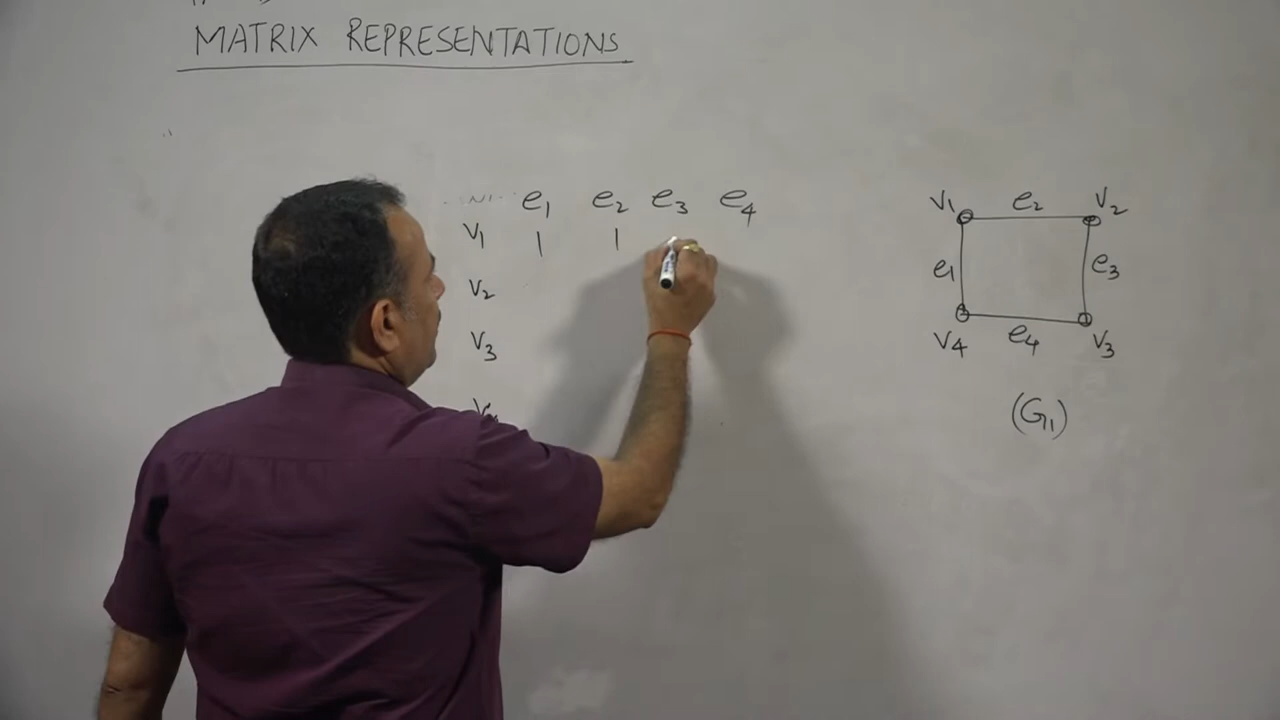 MATRIX REPRESENTATIONS
e1 e2 e3 e4
v1 1 1
v2
v3
v1 e2 v2
e1 e3
v4 e4 v3
(G1)